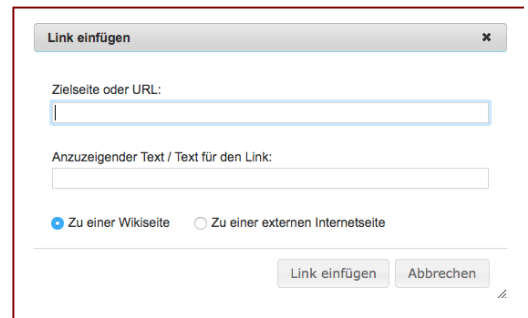 Link einfügen
Zielseite oder URL:
Anzuzeigender Text / Text für den Link:
Zu einer Wikiseite Zu einer externen Internetseite
Link einfügen Abbrechen